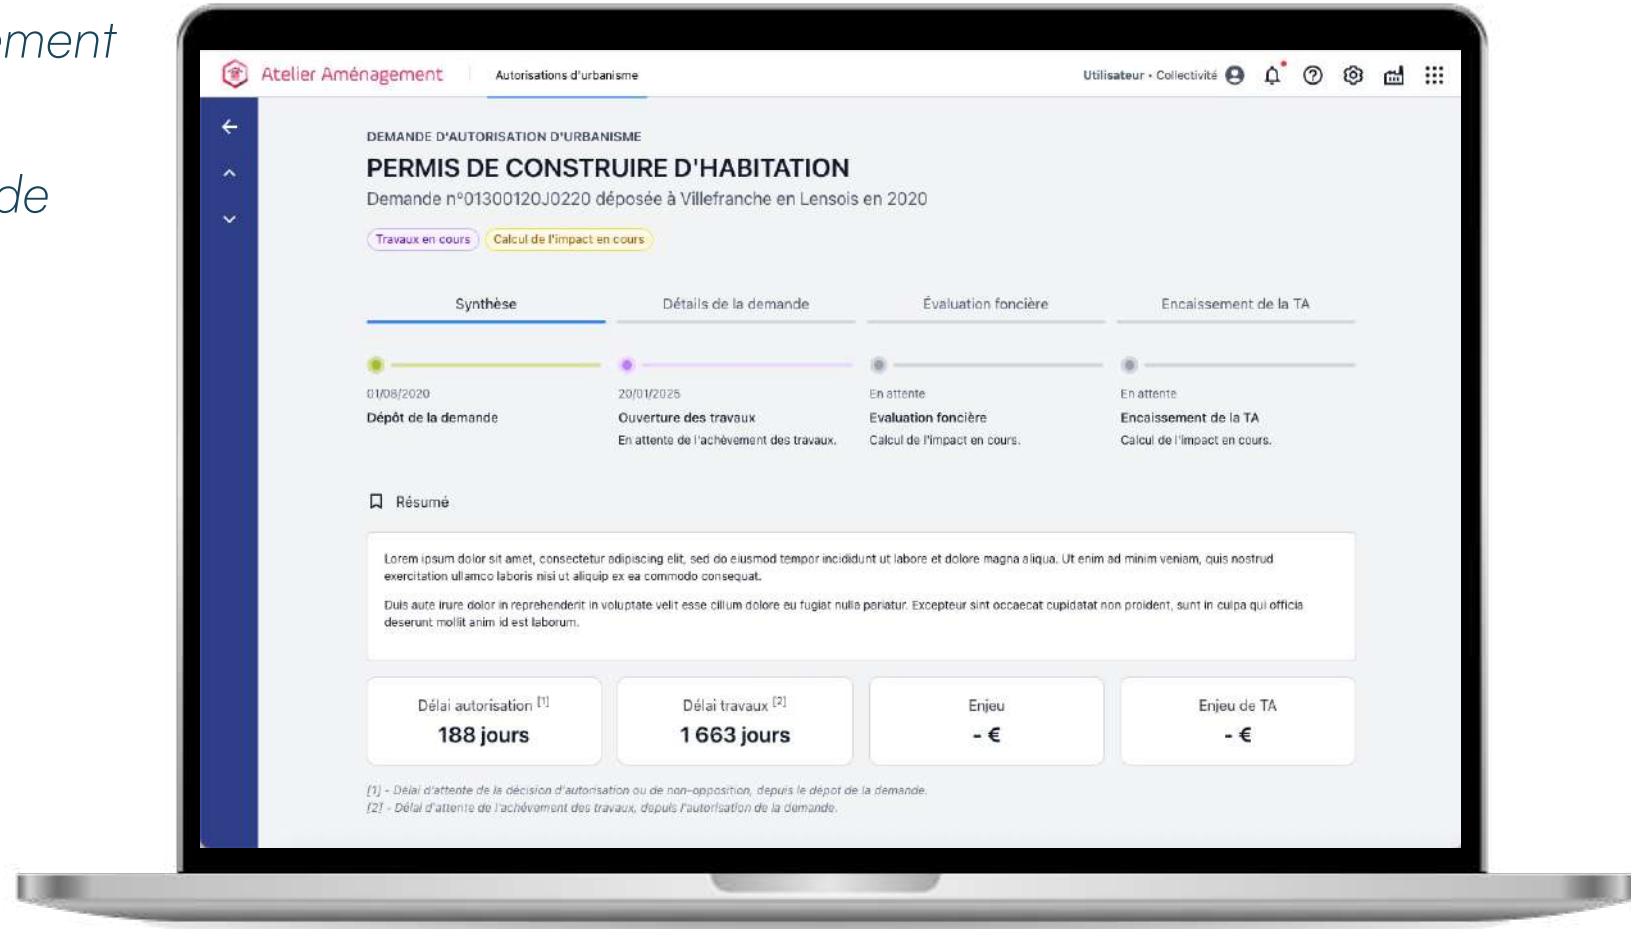 ement
de
Atelier Aménagement
Autorisations d'urbanisme
Utilisateur • Collectivité
DEMANDE D'AUTORISATION D'URBANISME
PERMIS DE CONSTRUIRE D'HABITATION
Demande nº01300120J0220 déposée à Villefranche en Lensois en 2020
Travaux en cours Calcul de l'impact en cours
Synthèse Détails de la demande Évaluation foncière Encaissement de la TA
01/08/2020 20/01/2025 En attente En attente
Dépôt de la demande Ouverture des travaux Evaluation foncière Encaissement de la TA
En attente de l'achèvement des travaux. Calcul de l'impact en cours. Calcul de l'impact en cours.
Résumé
Lorem ipsum dolor sit amet, consectetur adipiscing elit, sed do eiusmod tempor incididunt ut labore et dolore magna aliqua. Ut enim ad minim veniam, quis nostrud
exercitation ullamco laboris nisi ut aliquip ex ea commodo consequat.
Duis aute irure dolor in reprehenderit in voluptate velit esse cillum dolore eu fugiat nulla pariatur. Excepteur sint occaecat cupidatat non proident, sunt in culpa qui officia
deserunt mollit anim id est laborum.
Délai autorisation [1] Délai travaux [2] Enjeu Enjeu de TA
188 jours 1 663 jours - € - €
[1] - Délai d'attente de la décision d'autorisation ou de non-opposition, depuis le dépôt de la demande.
[2] - Délai d'attente de l'achèvement des travaux, depuis l'autorisation de la demande.